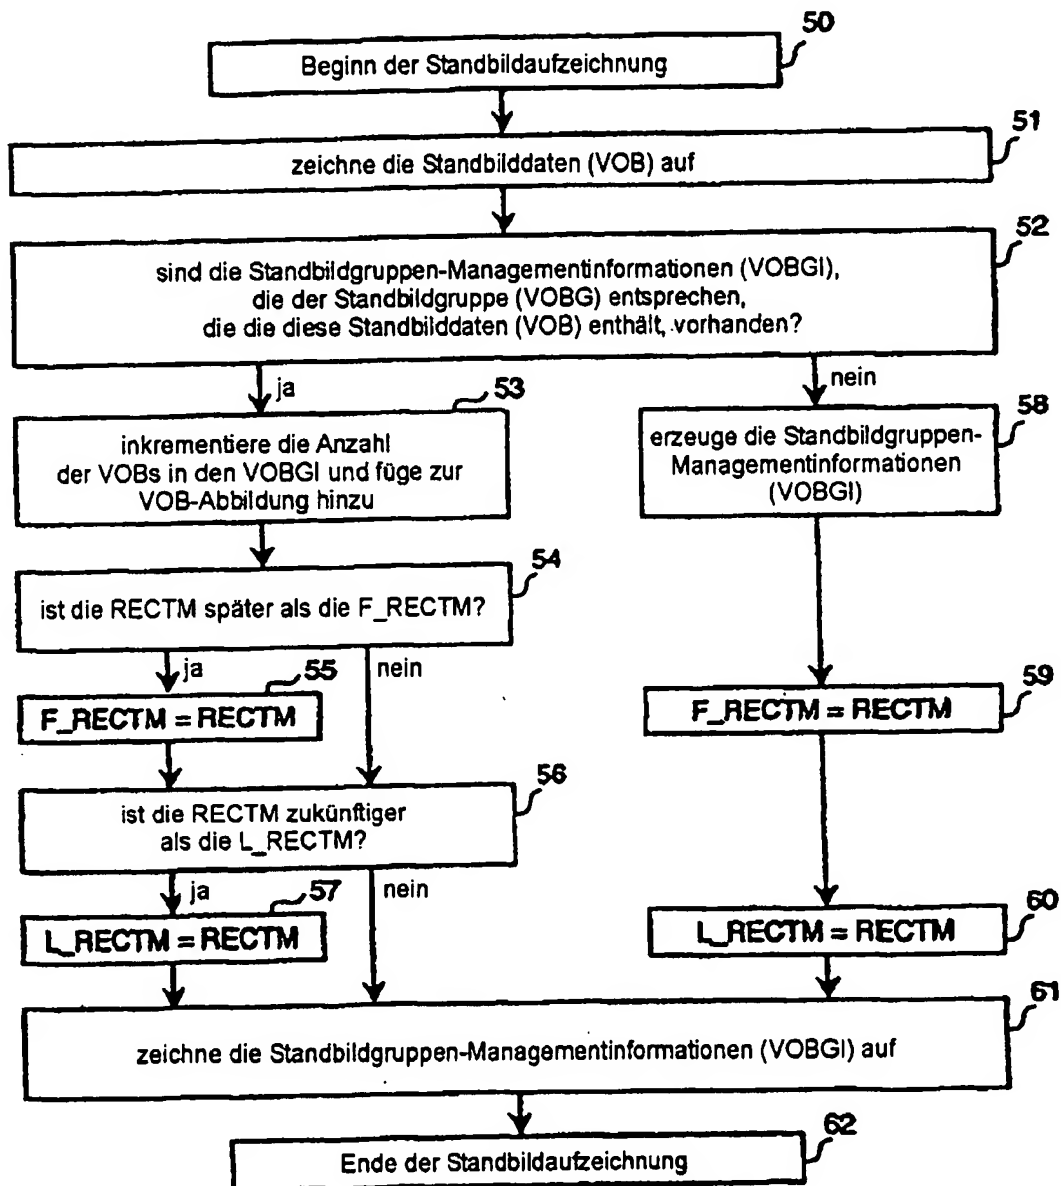 50
Beginn der Standbildaufzeichnung
51
zeichne die Standbilddaten (VOB) auf
52
sind die Standbildgruppen-Managementinformationen (VOBGI),
die der Standbildgruppe (VOBG) entsprechen,
die die diese Standbilddaten (VOB) enthält, vorhanden?
ja
nein
53
inkrementiere die Anzahl
der VOBs in den VOBGI und füge zur
VOB-Abbildung hinzu
58
erzeuge die Standbildgruppen-
Managementinformationen
(VOBGI)
54
ist die RECTM später als die F_RECTM?
ja
nein
55
F_RECTM = RECTM
59
F_RECTM = RECTM
56
ist die RECTM zukünftiger
als die L_RECTM?
ja
nein
57
L_RECTM = RECTM
60
L_RECTM = RECTM
61
zeichne die Standbildgruppen-Managementinformationen (VOBGI) auf
62
Ende der Standbildaufzeichnung